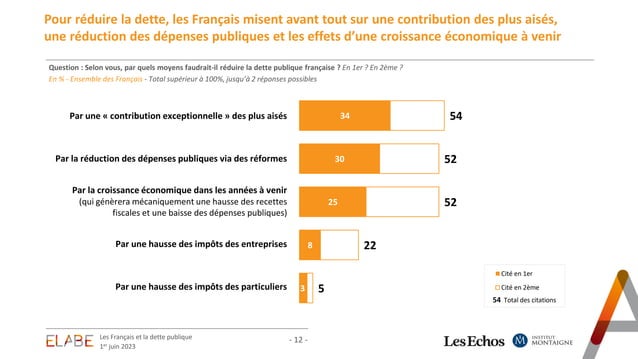 Pour réduire la dette, les Français misent avant tout sur une contribution des plus aisés,
une réduction des dépenses publiques et les effets d’une croissance économique à venir
Question : Selon vous, par quels moyens faudrait-il réduire la dette publique française ? En 1er ? En 2ème ?
En % - Ensemble des Français - Total supérieur à 100%, jusqu’à 2 réponses possibles
Par une « contribution exceptionnelle » des plus aisés
34
54
Par la réduction des dépenses publiques via des réformes
30
52
Par la croissance économique dans les années à venir
(qui génèrera mécaniquement une hausse des recettes
fiscales et une baisse des dépenses publiques)
25
52
Par une hausse des impôts des entreprises
8
22
Par une hausse des impôts des particuliers
3
5
Cité en 1er
Cité en 2ème
54 Total des citations
ELABE
Les Français et la dette publique
1er juin 2023
- 12 -
Les Echos
M
INSTITUT
MONTAIGNE